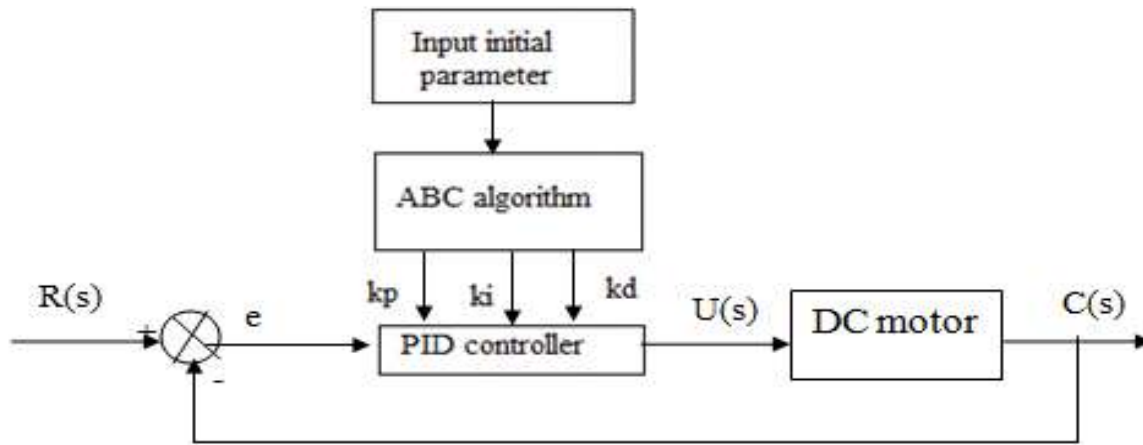 Input initial
parameter
ABC algorithm
kp
ki
kd
R(s)
+
e
-
PID controller
U(s)
DC motor
C(s)